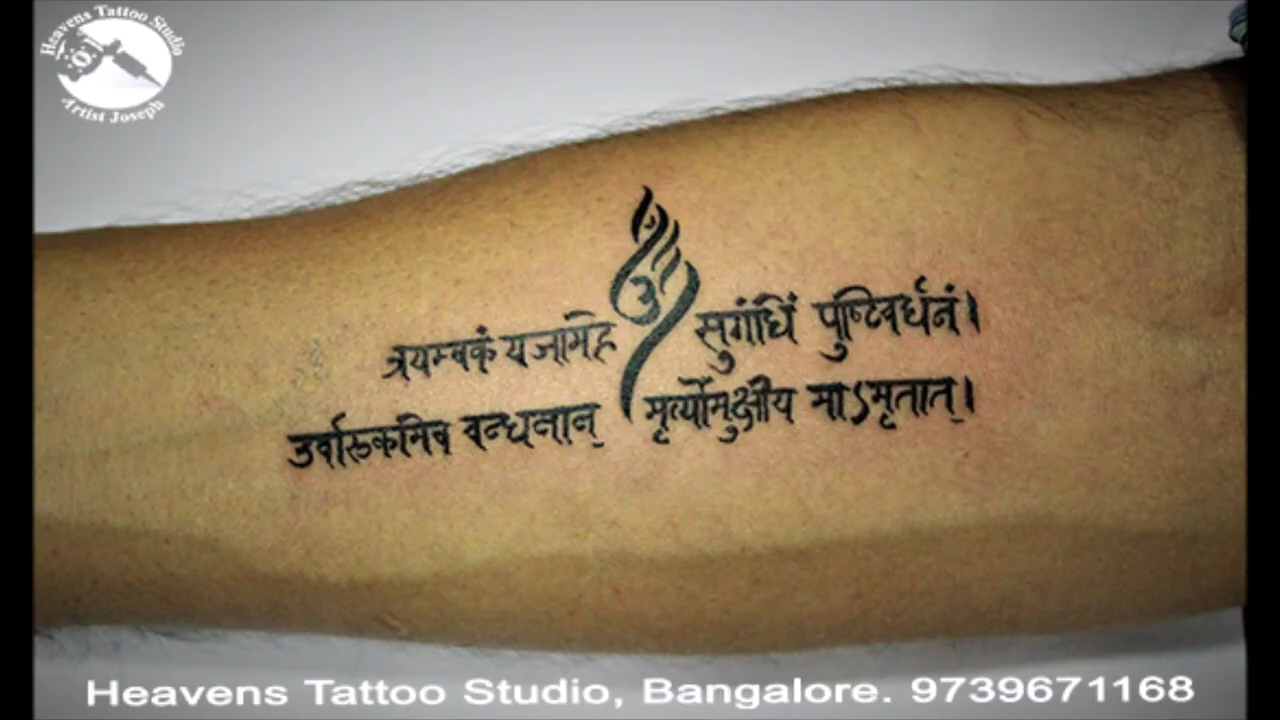 Heavens Tattoo Studio
Artist Joseph
त्रयम्बकं यजामहे सुगंधिं पुष्टिवर्धनं।
उर्वारुकमिव बन्धनान् मृर्त्योमुक्षीय माऽमृतात्।
Heavens Tattoo Studio, Bangalore. 9739671168